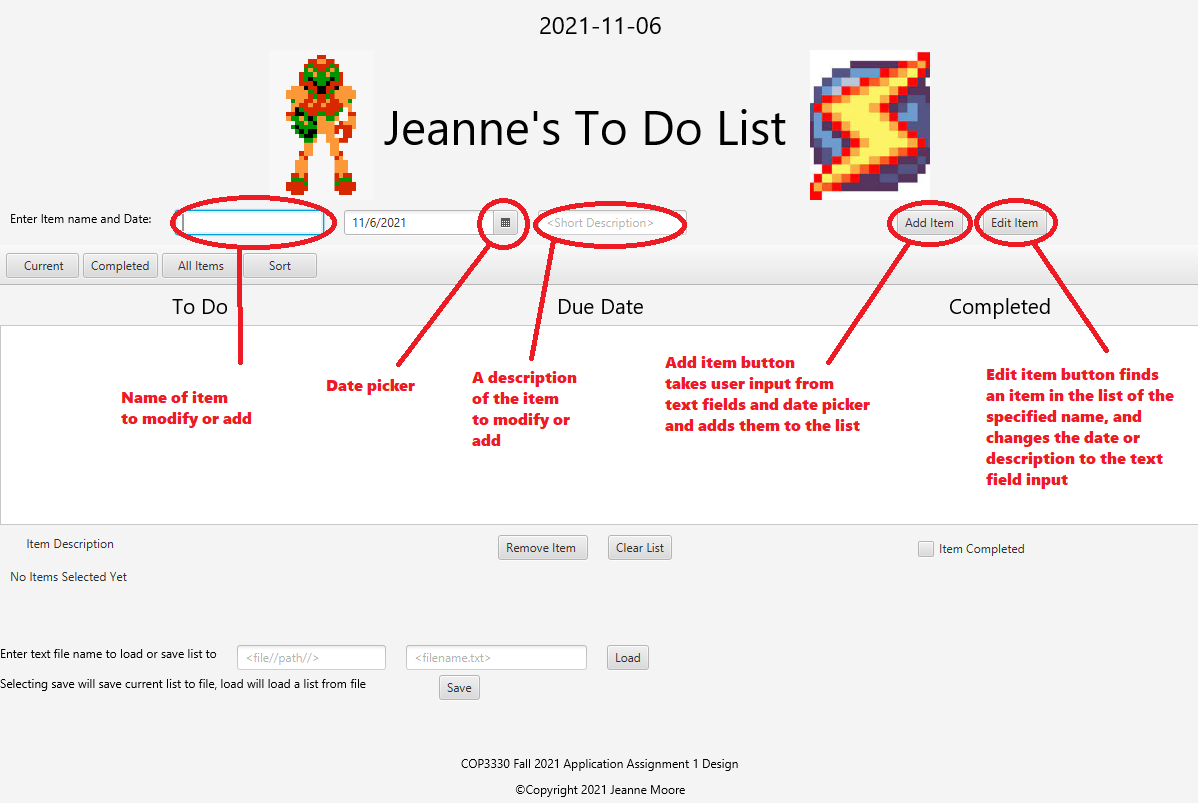 2021-11-06
Jeanne's To Do List
Enter Item name and Date:
11/6/2021
<Short Description>
Add Item
Edit Item
Current
Completed
All Items
Sort
To Do
Due Date
Completed
Name of item
to modify or add
Date picker
A description
of the item
to modify or
add
Add item button
takes user input from
text fields and date picker
and adds them to the list
Edit item button finds
an item in the list of the
specified name, and
changes the date or
description to the text
field input
Item Description
Remove Item
Clear List
Item Completed
No Items Selected Yet
Enter text file name to load or save list to
<file//path//>
<filename.txt>
Load
Selecting save will save current list to file, load will load a list from file
Save
COP3330 Fall 2021 Application Assignment 1 Design
©Copyright 2021 Jeanne Moore